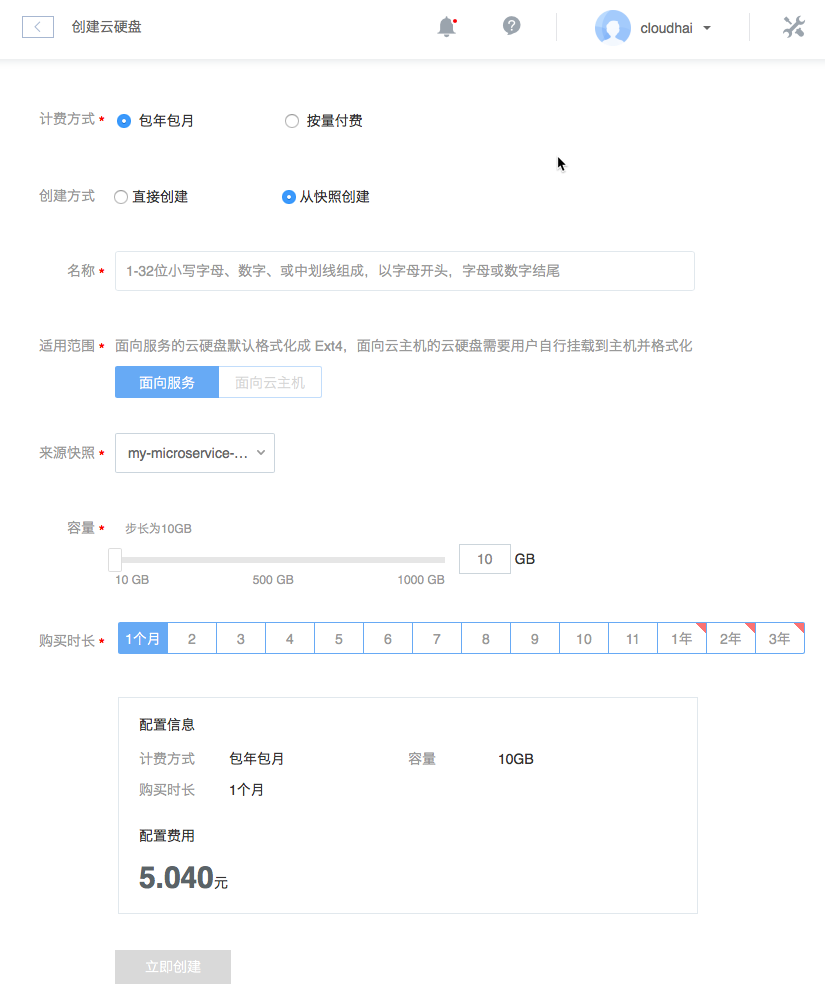 创建云硬盘
cloudhai
计费方式 * 包年包月 按量付费
创建方式 直接创建 从快照创建
名称 * 1-32位小写字母、数字、或中划线组成，以字母开头，字母或数字结尾
适用范围 * 面向服务的云硬盘默认格式化成 Ext4，面向云主机的云硬盘需要用户自行挂载到主机并格式化
面向服务 面向云主机
来源快照 * my-microservice-...
容量 * 步长为10GB
10 GB
10 GB 500 GB 1000 GB
购买时长 * 1个月 2 3 4 5 6 7 8 9 10 11 1年 2年 3年
配置信息
计费方式 包年包月 容量 10GB
购买时长 1个月
配置费用
5.040元
立即创建